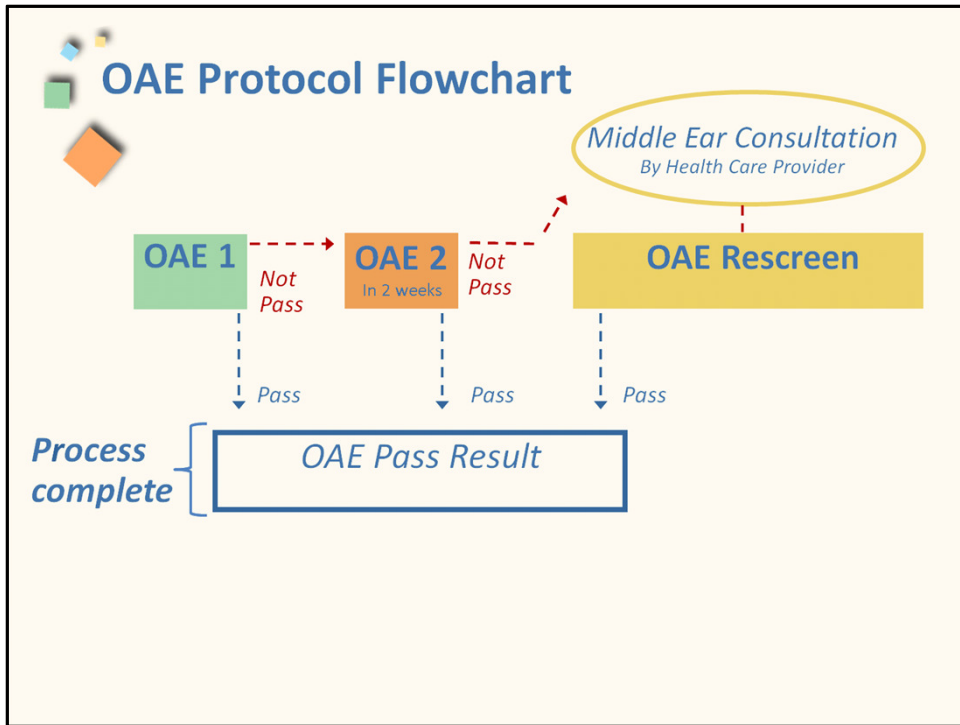 OAE Protocol Flowchart
Middle Ear Consultation
By Health Care Provider
OAE 1
Not
Pass
OAE 2
In 2 weeks
Not
Pass
OAE Rescreen
Pass
Pass
Pass
Process
complete
OAE Pass Result